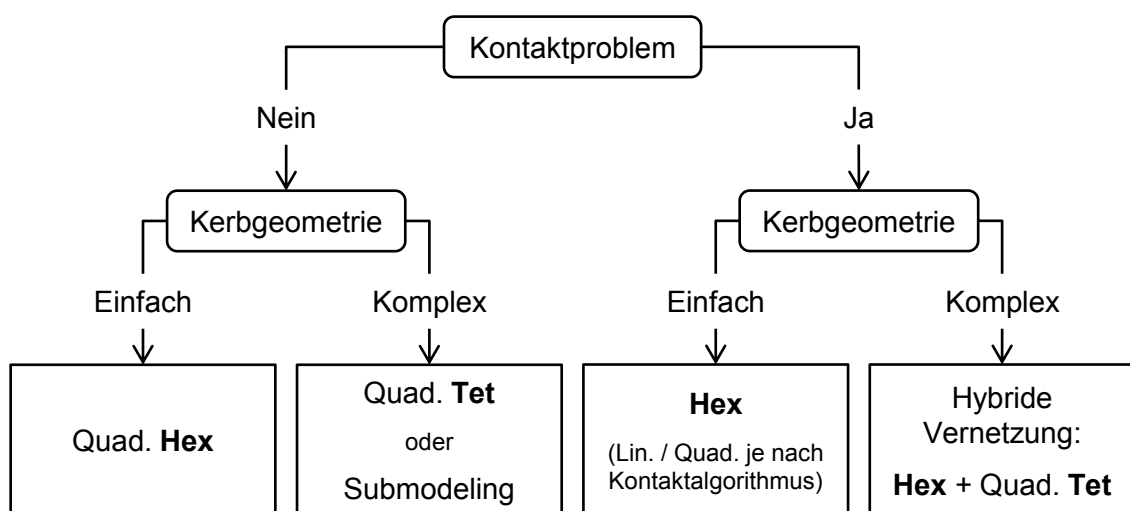 Kontaktproblem
Nein
Ja
Kerbgeometrie
Kerbgeometrie
Einfach
Komplex
Einfach
Komplex
Quad. Hex
Quad. Tet
oder
Submodeling
Hex
(Lin. / Quad. je nach
Kontaktalgorithmus)
Hybride
Vernetzung:
Hex + Quad. Tet